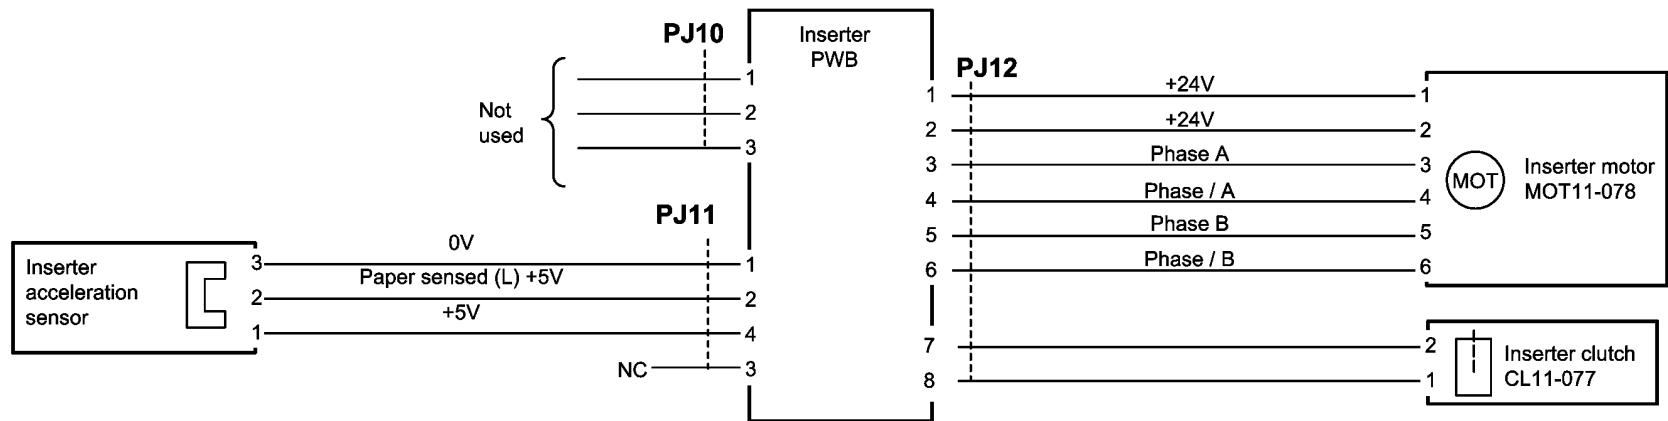 Inserter
PWB
PJ10
1
2
3
Not
used
PJ11
Inserter
acceleration
sensor
3
0V
1
2
Paper sensed (L) +5V
2
1
+5V
4
NC
3
PJ12
1
+24V
1
2
+24V
2
3
Phase A
3
4
Phase / A
4
5
Phase B
5
6
Phase / B
6
MOT
Inserter motor
MOT11-078
7
2
8
1
Inserter clutch
CL11-077